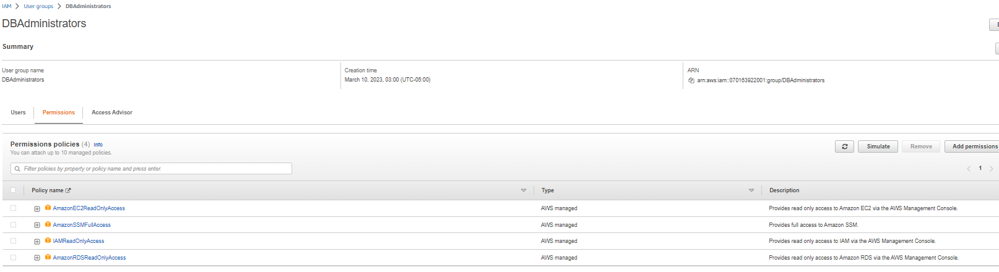 IAM > User groups > DBAdministrators
DBAdministrators
Summary
User group name
DBAdministrators
Creation time
March 10, 2023, 03:00 (UTC-05:00)
ARN
arn:aws:iam::070163922001:group/DBAdministrators
Users Permissions Access Advisor
Permissions policies (4) Info
You can attach up to 10 managed policies.
Simulate Remove Add permissions
Filter policies by property or policy name and press enter.
1
Policy name Type Description
AmazonEC2ReadOnlyAccess AWS managed Provides read only access to Amazon EC2 via the AWS Management Console.
AmazonSSMFullAccess AWS managed Provides full access to Amazon SSM.
IAMReadOnlyAccess AWS managed Provides read only access to IAM via the AWS Management Console.
AmazonRDSReadOnlyAccess AWS managed Provides read only access to Amazon RDS via the AWS Management Console.